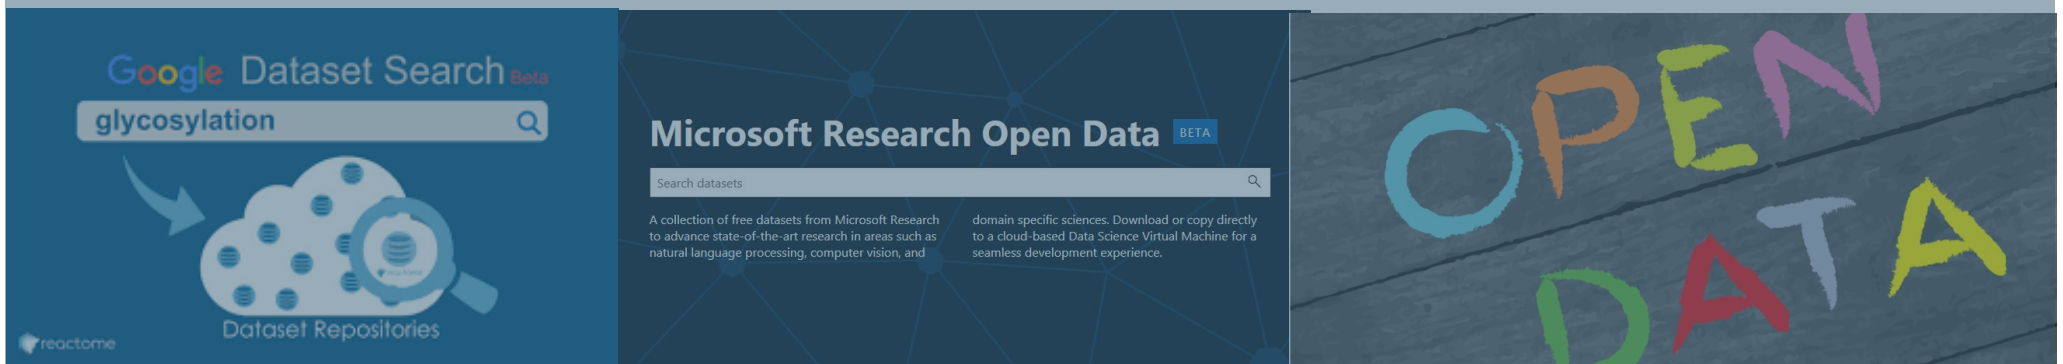 Google Dataset Search Beta
glycosylation
reactome
Dataset Repositories
reactome
Microsoft Research Open Data BETA
Search datasets
A collection of free datasets from Microsoft Research
to advance state-of-the-art research in areas such as
natural language processing, computer vision, and
domain specific sciences. Download or copy directly
to a cloud-based Data Science Virtual Machine for a
seamless development experience.
OPEN
DATA